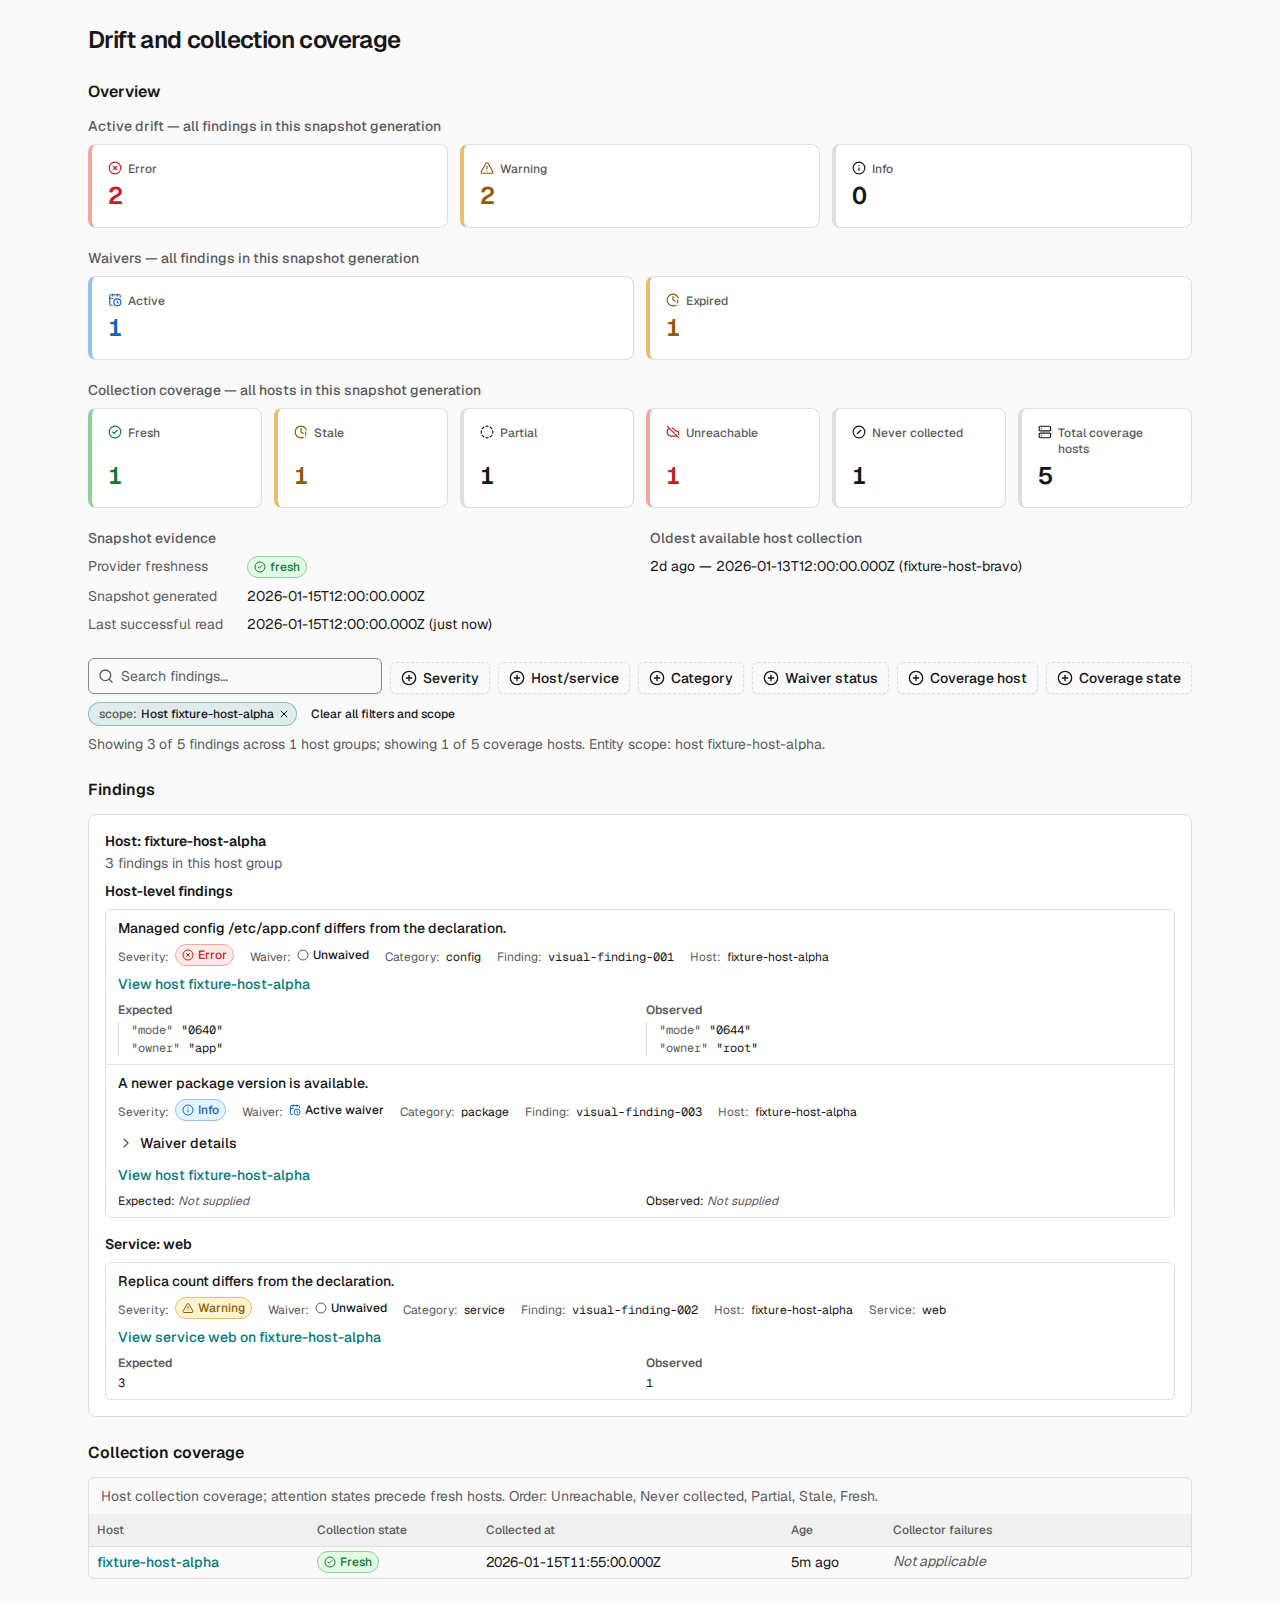 Drift and collection coverage
Overview
Active drift — all findings in this snapshot generation
Error
2
Warning
2
Info
0
Waivers — all findings in this snapshot generation
Active
1
Expired
1
Collection coverage — all hosts in this snapshot generation
Fresh
1
Stale
1
Partial
1
Unreachable
1
Never collected
1
Total coverage
hosts
5
Snapshot evidence
Provider freshness fresh
Snapshot generated 2026-01-15T12:00:00.000Z
Last successful read 2026-01-15T12:00:00.000Z (just now)
Oldest available host collection
2d ago — 2026-01-13T12:00:00.000Z (fixture-host-bravo)
Search findings… Severity Host/service Category Waiver status Coverage host Coverage state
scope: Host fixture-host-alpha Clear all filters and scope
Showing 3 of 5 findings across 1 host groups; showing 1 of 5 coverage hosts. Entity scope: host fixture-host-alpha.
Findings
Host: fixture-host-alpha
3 findings in this host group
Host-level findings
Managed config /etc/app.conf differs from the declaration.
Severity: Error Waiver: Unwaived Category: config Finding: visual-finding-001 Host: fixture-host-alpha
View host fixture-host-alpha
Expected
"mode" "0640"
"owner" "app"
Observed
"mode" "0644"
"owner" "root"
A newer package version is available.
Severity: Info Waiver: Active waiver Category: package Finding: visual-finding-003 Host: fixture-host-alpha
Waiver details
View host fixture-host-alpha
Expected: Not supplied
Observed: Not supplied
Service: web
Replica count differs from the declaration.
Severity: Warning Waiver: Unwaived Category: service Finding: visual-finding-002 Host: fixture-host-alpha Service: web
View service web on fixture-host-alpha
Expected
3
Observed
1
Collection coverage
Host collection coverage; attention states precede fresh hosts. Order: Unreachable, Never collected, Partial, Stale, Fresh.
Host Collection state Collected at Age Collector failures
fixture-host-alpha Fresh 2026-01-15T11:55:00.000Z 5m ago Not applicable